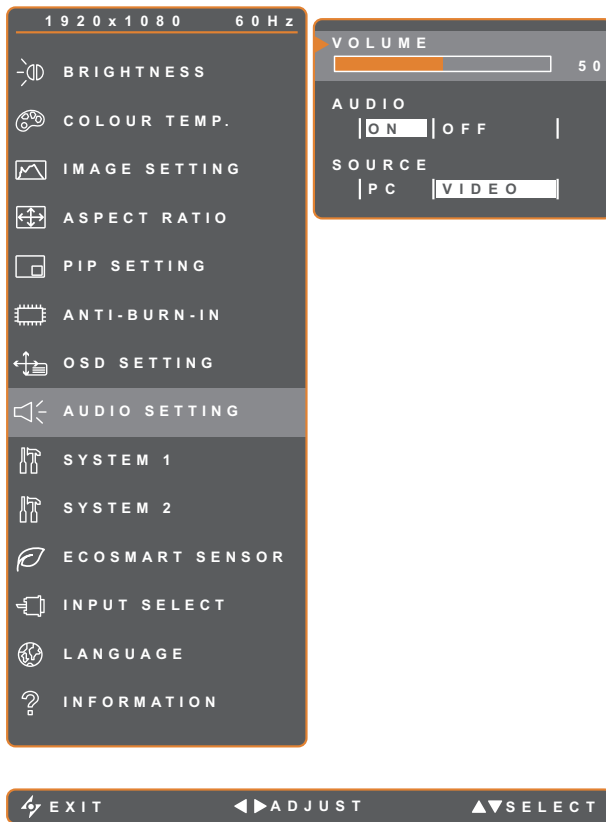 1920x1080 60Hz
BRIGHTNESS
COLOUR TEMP.
IMAGE SETTING
ASPECT RATIO
PIP SETTING
ANTI-BURN-IN
OSD SETTING
AUDIO SETTING
SYSTEM 1
SYSTEM 2
ECOSMART SENSOR
INPUT SELECT
LANGUAGE
INFORMATION
VOLUME
50
AUDIO
ON OFF
SOURCE
PC VIDEO
EXIT ADJUST SELECT